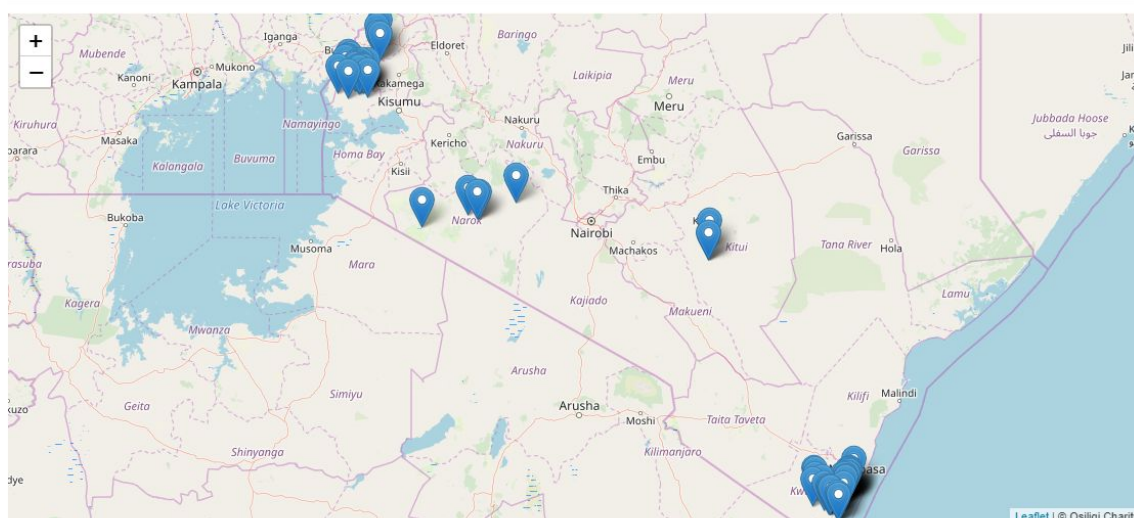 +
−
Iganga
Eldoret
Baringo
Mubende
Mukono
Kanoni
Kampala
Laikipia
Meru
Meru
Kiruhura
Namayingo
Kisumu
Jubbada Hoose
جوبا السفلى
Masaka
Nakuru
Garissa
Kalangala
Buvuma
Homa Bay
Kericho
Nakuru
Embu
Garissa
Kisii
Thika
Lake Victoria
Bukoba
Narok
Nairobi
Musoma
Machakos
Kitui
Tana River
Hola
Mara
Kagera
Kajiado
Lamu
Makueni
Mwanza
Arusha
Simiyu
Kilifi
Malindi
Geita
Arusha
Moshi
Taita Taveta
Shinyanga
Kilimanjaro
Leaflet | © Osiligi Charit